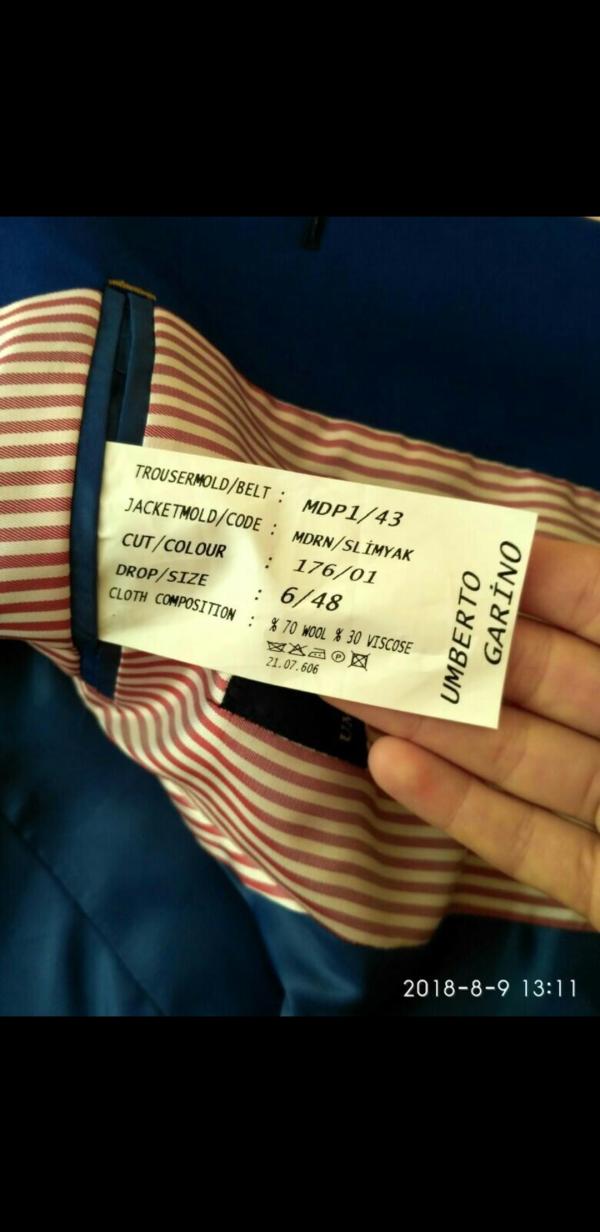 TROUSERMOLD/BELT : MDP1/43
JACKETMOLD/CODE : MDRN/SLİMYAK
CUT/COLOUR : 176/01
DROP/SIZE : 6/48
CLOTH COMPOSITION : % 70 WOOL % 30 VISCOSE
P
21.07.606
UMBERTO
GARİNO
2018-8-9 13:11